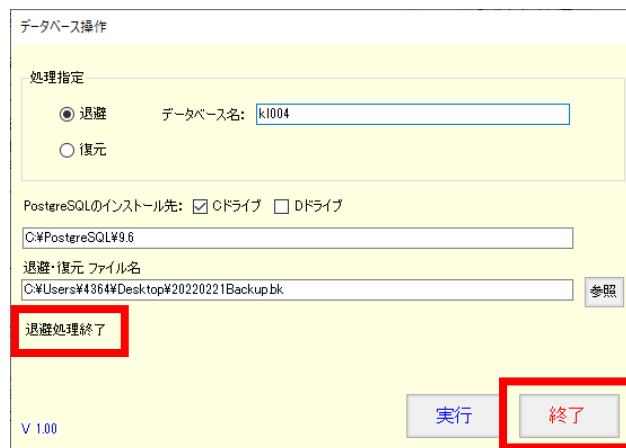 データベース操作
処理指定
退避 データベース名: kl004
復元
PostgreSQLのインストール先: Cドライブ Dドライブ
C:¥PostgreSQL¥9.6
退避・復元 ファイル名
C:¥Users¥4364¥Desktop¥20220221Backup.bk 参照
退避処理終了
実行 終了
V 1.00